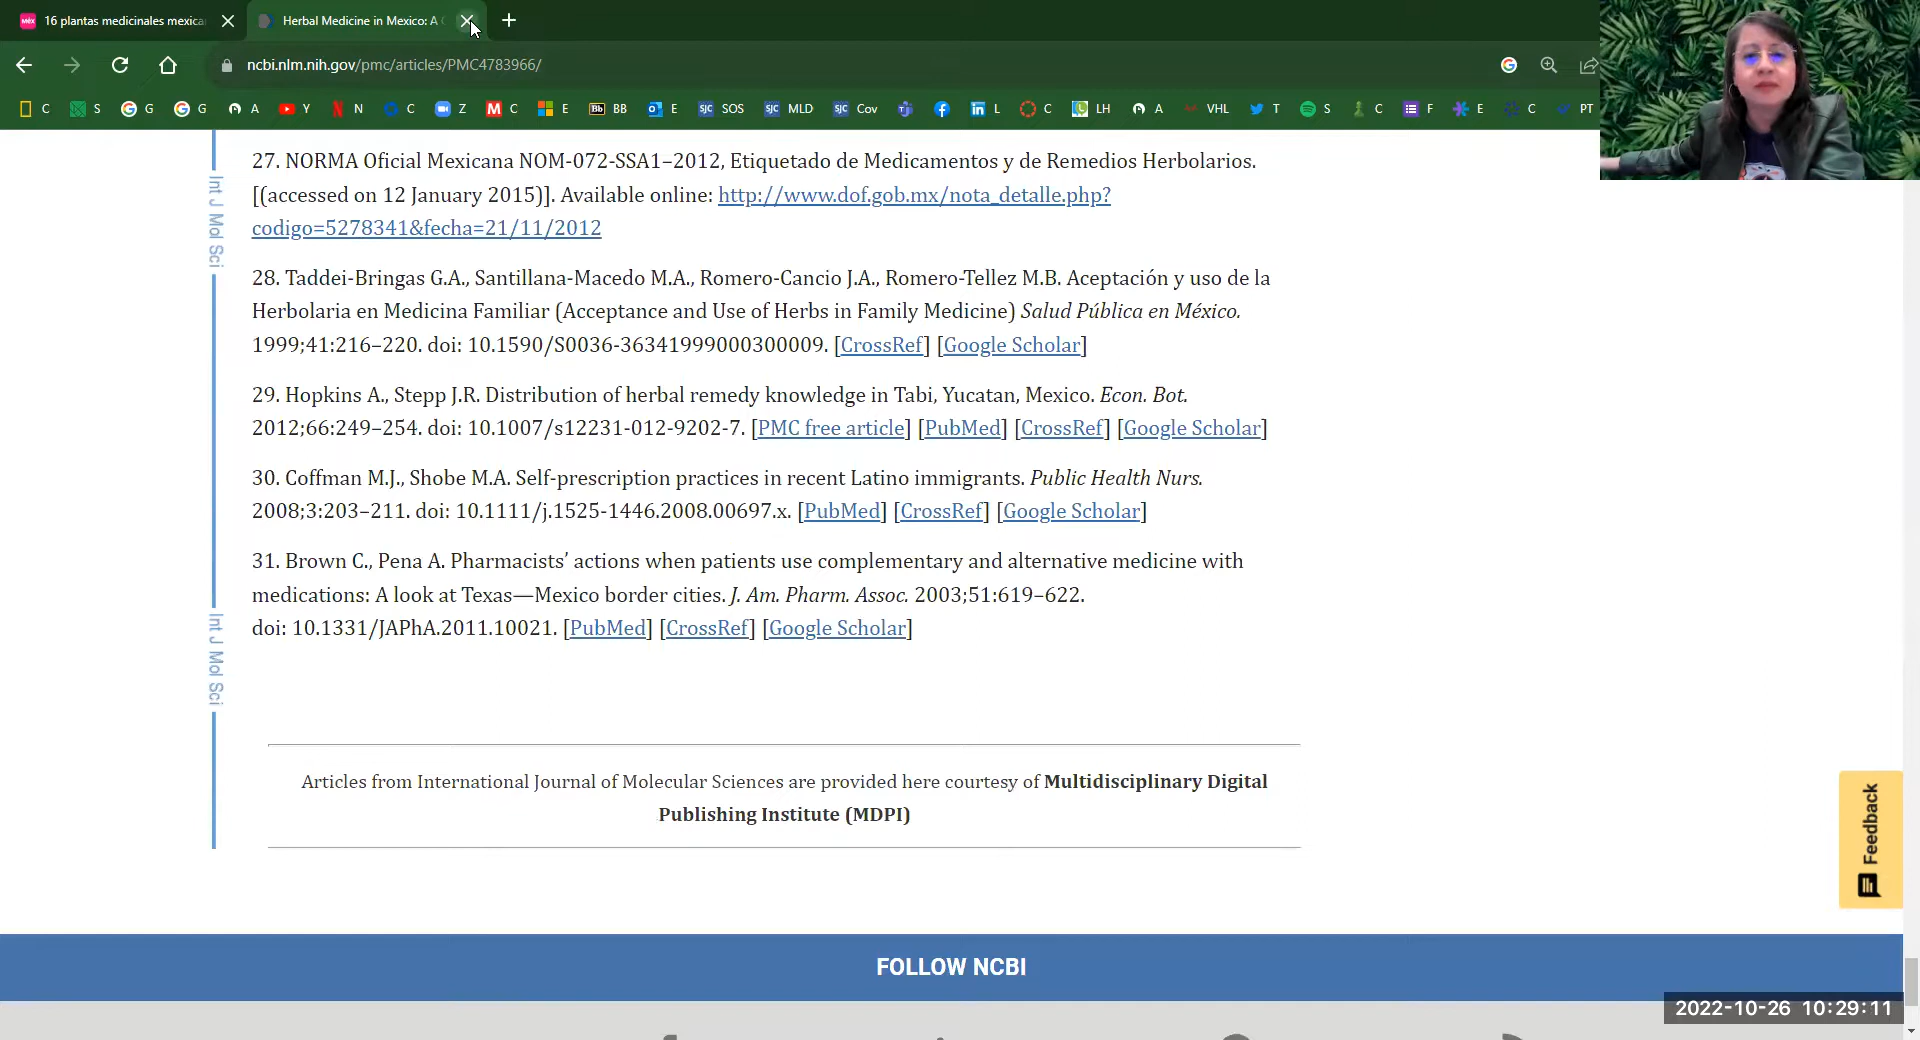 16 plantas medicinales mexica
Herbal Medicine in Mexico: A
ncbi.nlm.nih.gov/pmc/articles/PMC4783966/
C S G G A Y N C Z C E BB E SOS MLD Cov L C LH A VHL T S C F E C PT
27. NORMA Oficial Mexicana NOM-072-SSA1–2012, Etiquetado de Medicamentos y de Remedios Herbolarios.
[(accessed on 12 January 2015)]. Available online: http://www.dof.gob.mx/nota_detalle.php?
codigo=5278341&fecha=21/11/2012
28. Taddei-Bringas G.A., Santillana-Macedo M.A., Romero-Cancio J.A., Romero-Tellez M.B. Aceptación y uso de la
Herbolaria en Medicina Familiar (Acceptance and Use of Herbs in Family Medicine) Salud Pública en México.
1999;41:216–220. doi: 10.1590/S0036-36341999000300009. [CrossRef] [Google Scholar]
29. Hopkins A., Stepp J.R. Distribution of herbal remedy knowledge in Tabi, Yucatan, Mexico. Econ. Bot.
2012;66:249–254. doi: 10.1007/s12231-012-9202-7. [PMC free article] [PubMed] [CrossRef] [Google Scholar]
30. Coffman M.J., Shobe M.A. Self-prescription practices in recent Latino immigrants. Public Health Nurs.
2008;3:203–211. doi: 10.1111/j.1525-1446.2008.00697.x. [PubMed] [CrossRef] [Google Scholar]
31. Brown C., Pena A. Pharmacists’ actions when patients use complementary and alternative medicine with
medications: A look at Texas—Mexico border cities. J. Am. Pharm. Assoc. 2003;51:619–622.
doi: 10.1331/JAPhA.2011.10021. [PubMed] [CrossRef] [Google Scholar]
Int J Mol Sci
Int J Mol Sci
Articles from International Journal of Molecular Sciences are provided here courtesy of Multidisciplinary Digital
Publishing Institute (MDPI)
Feedback
FOLLOW NCBI
2022-10-26 10:29:11